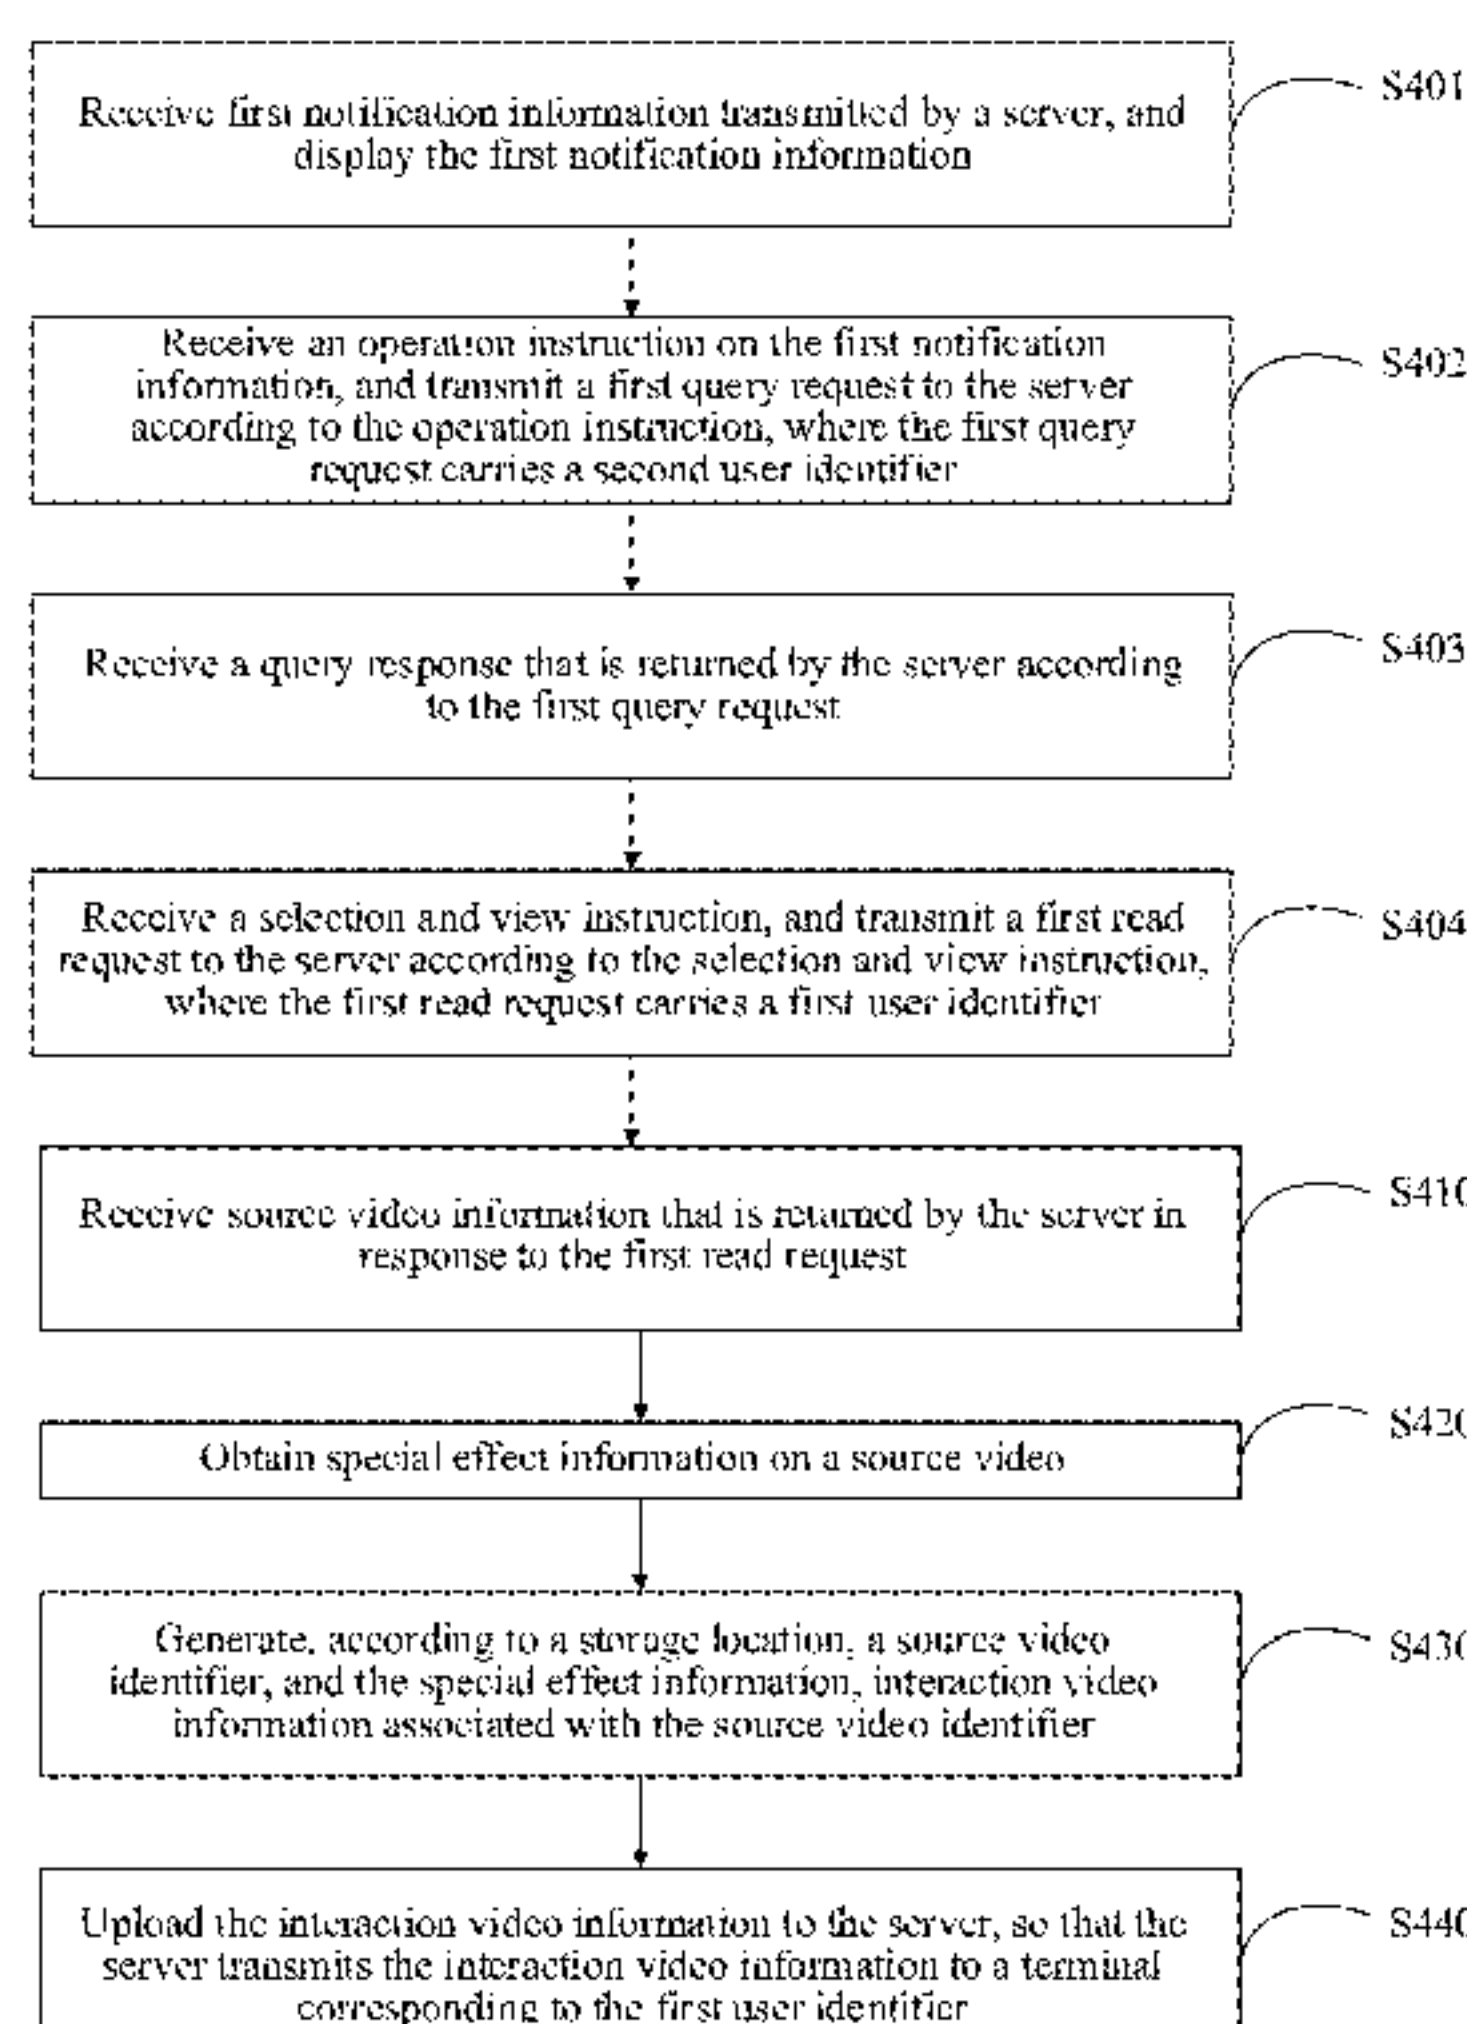 Receive first notification information transmitted by a server, and
display the first notification information
S401
Receive an operation instruction on the first notification
information, and transmit a first query request to the server
according to the operation instruction, where the first query
request carries a second user identifier
S402
Receive a query response that is returned by the server according
to the first query request
S403
Receive a selection and view instruction, and transmit a first read
request to the server according to the selection and view instruction,
where the first read request carries a first user identifier
S404
Receive source video information that is returned by the server in
response to the first read request
S410
Obtain special effect information on a source video
S420
Generate, according to a storage location, a source video
identifier, and the special effect information, interaction video
information associated with the source video identifier
S430
Upload the interaction video information to the server, so that the
server transmits the interaction video information to a terminal
corresponding to the first user identifier
S440